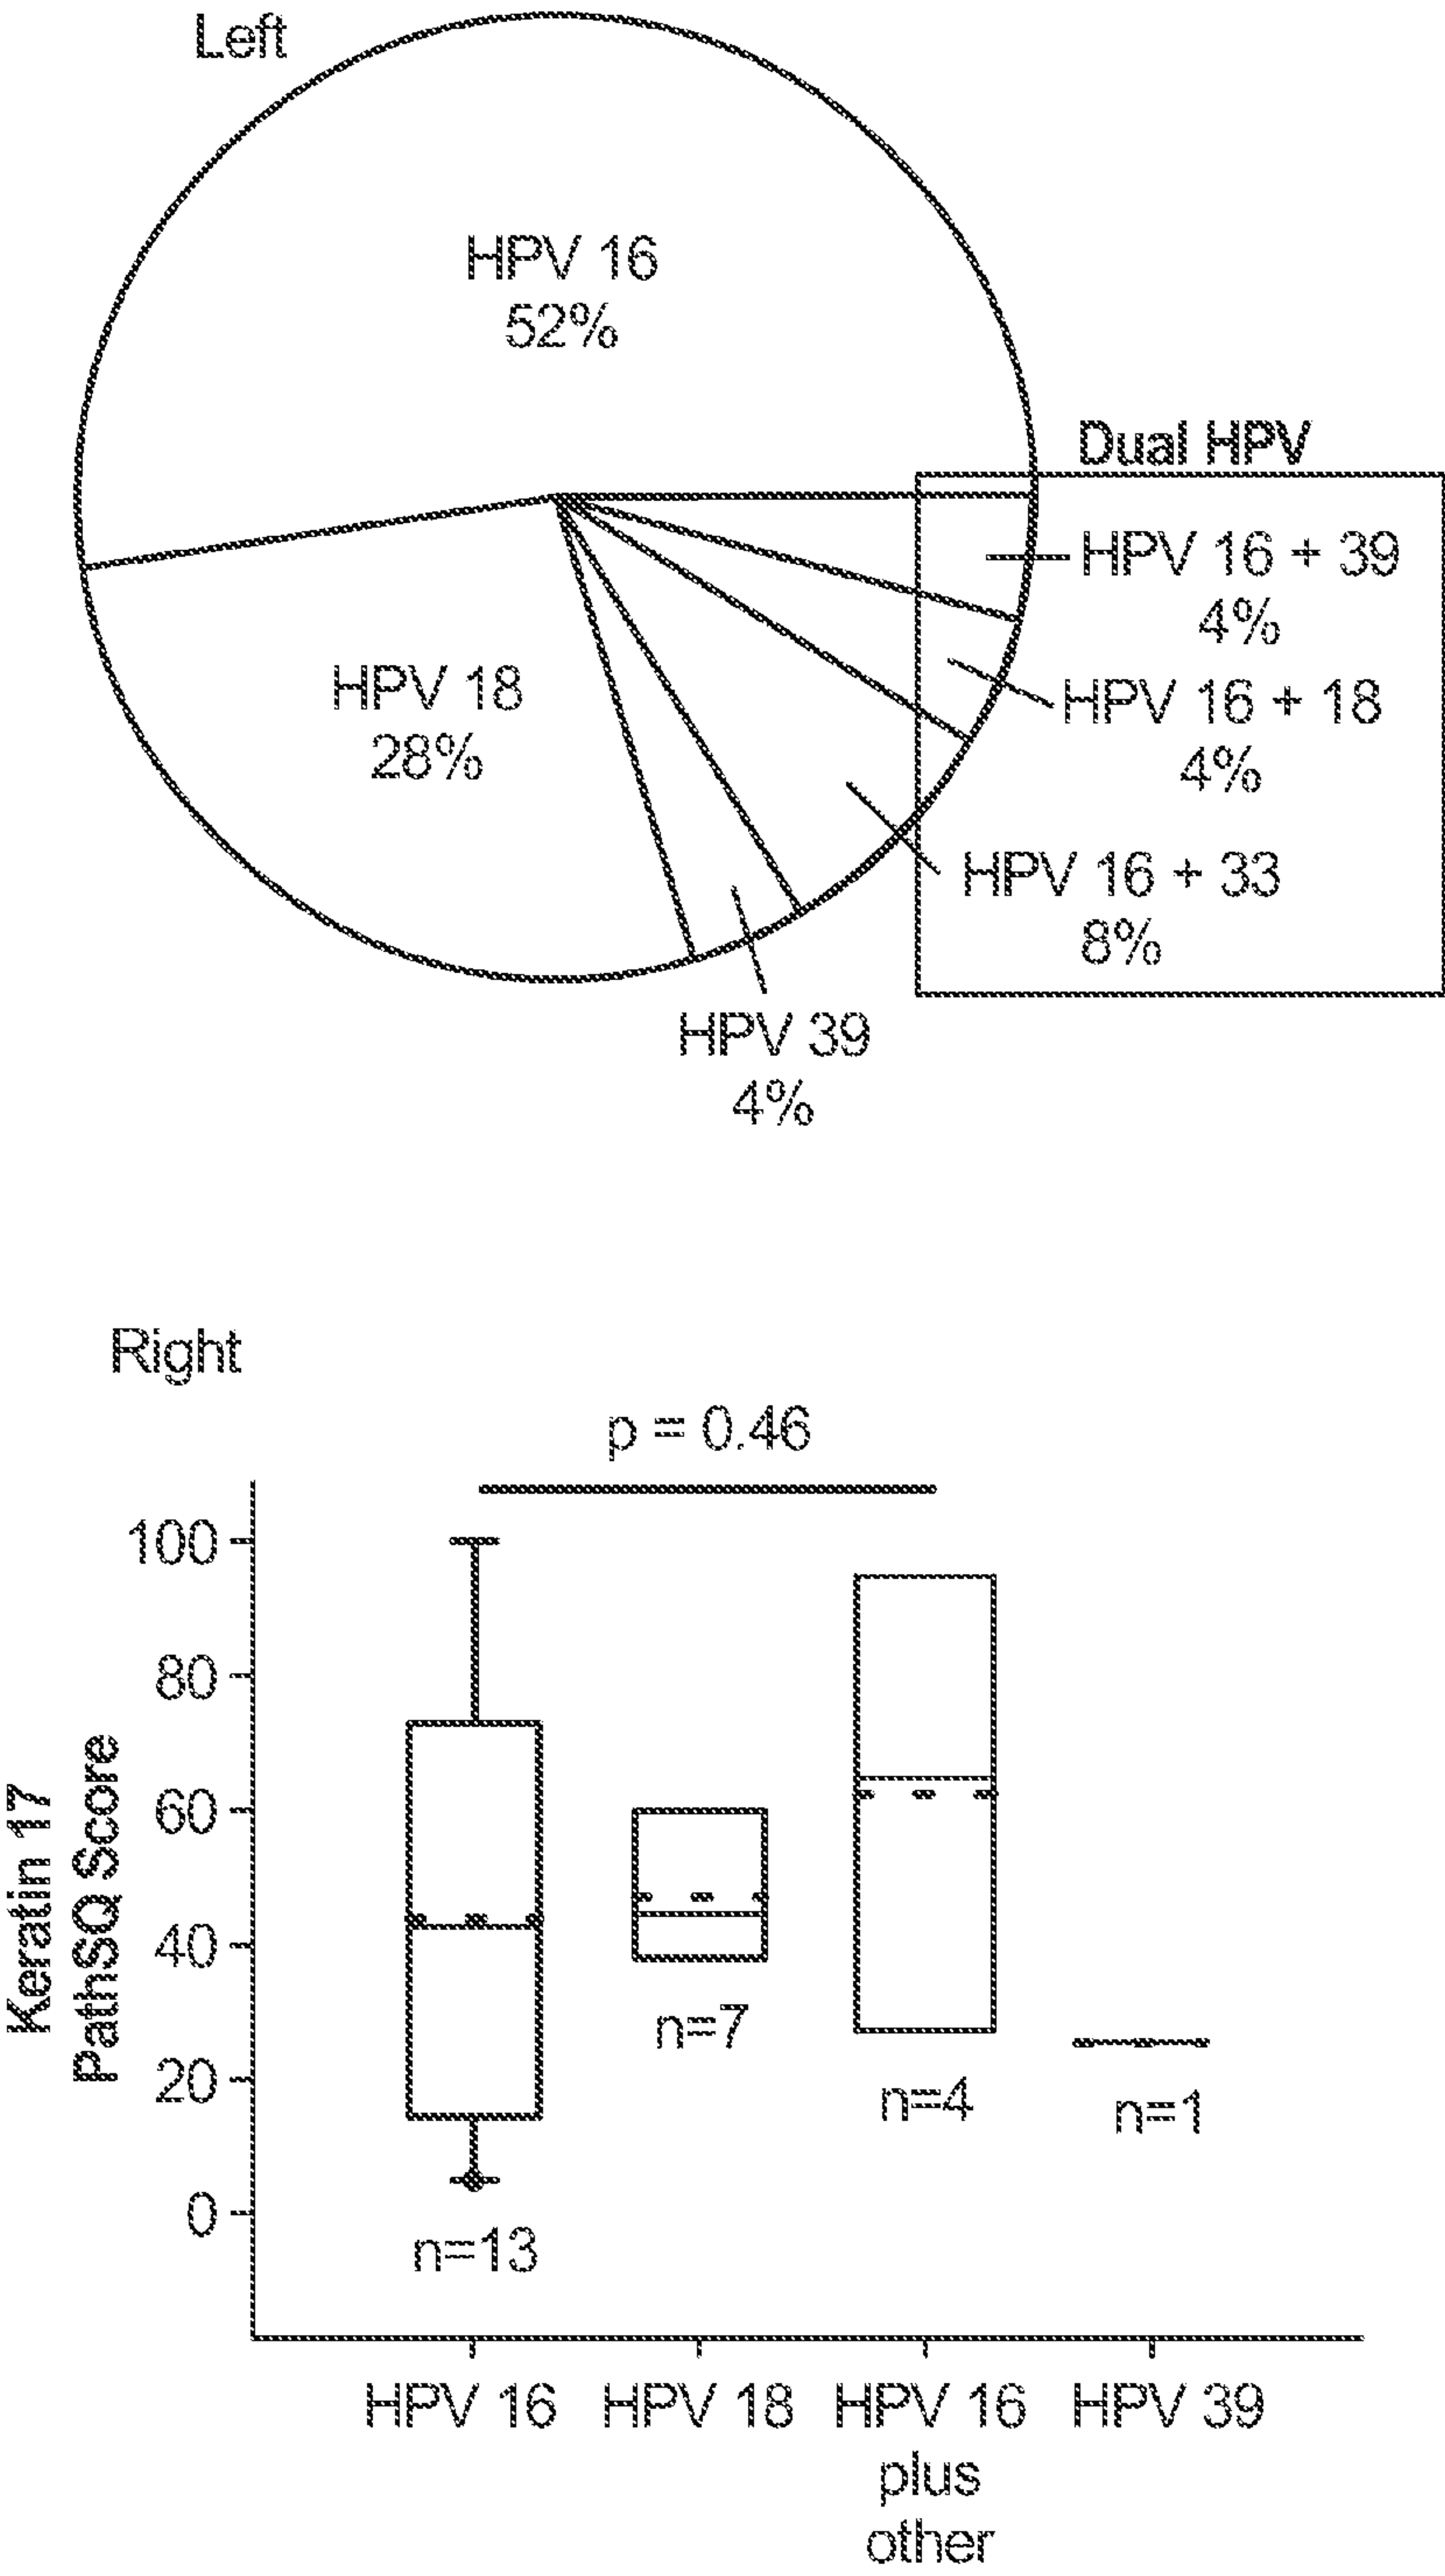 Left
HPV 16
52%
Dual HPV
HPV 16 + 39
4%
HPV 18
28%
HPV 16 + 18
4%
HPV 16 + 33
8%
HPV 39
4%
Right
p = 0.46
100
80
60
40
20
0
Keratin 17
PathSQ Score
n=13
n=7
n=4
n=1
HPV 16
HPV 18
HPV 16
plus
other
HPV 39